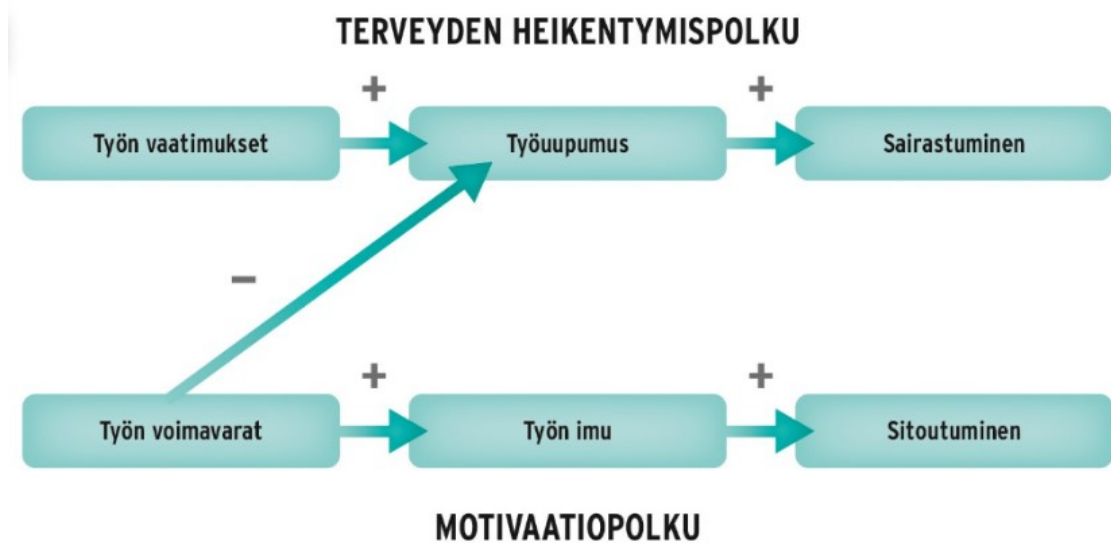 TERVEYDEN HEIKENTYMISPOLKU
+ +
Työn vaatimukset Työuupumus Sairastuminen
−
+ +
Työn voimavarat Työn imu Sitoutuminen
MOTIVAATIOPOLKU